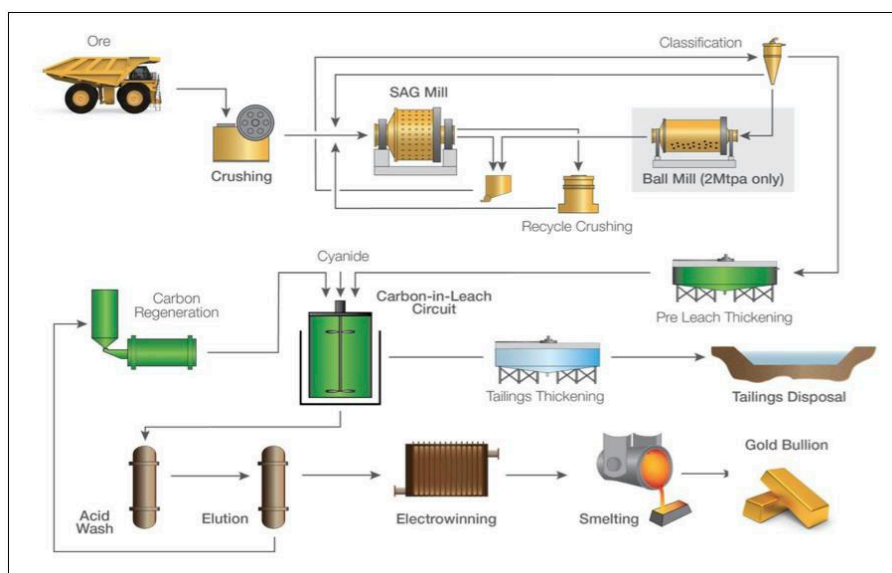 Ore
Classification
SAG Mill
Crushing
Ball Mill (2Mtpa only)
Recycle Crushing
Cyanide
Carbon
Regeneration
Carbon-in-Leach
Circuit
Pre Leach Thickening
Tailings Thickening
Tailings Disposal
Gold Bullion
Acid
Wash
Elution
Electrowinning
Smelting